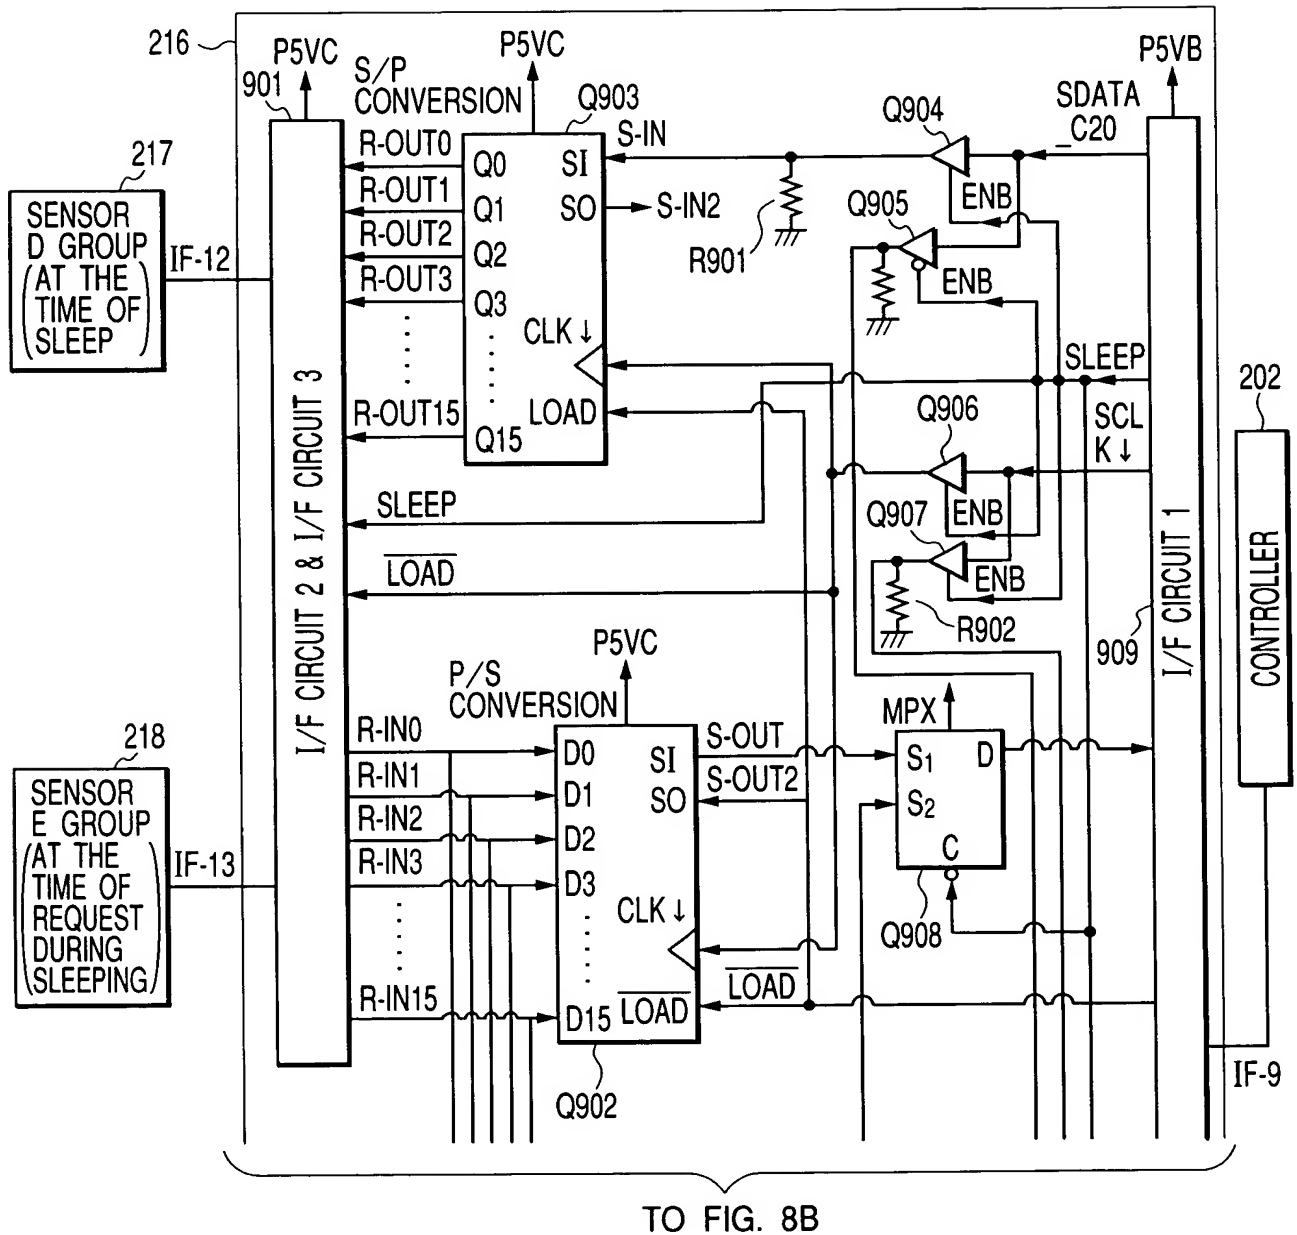 216
P5VC
901
S/P
CONVERSION
P5VC
Q903
S-IN
Q904
SDATA
_C20
P5VB
217
SENSOR
D GROUP
(AT THE
TIME OF
SLEEP)
IF-12
R-OUT0
R-OUT1
R-OUT2
R-OUT3
R-OUT15
Q0
Q1
Q2
Q3
Q15
SI
SO
CLK↓
LOAD
S-IN2
R901
ENB
Q905
ENB
SLEEP
Q906
SCL
K↓
ENB
Q907
ENB
R902
909
202
CONTROLLER
I/F CIRCUIT 1
I/F CIRCUIT 2 & I/F CIRCUIT 3
SLEEP
LOAD
P5VC
P/S
CONVERSION
218
SENSOR
E GROUP
(AT THE
TIME OF
REQUEST
DURING
SLEEPING)
IF-13
R-IN0
R-IN1
R-IN2
R-IN3
R-IN15
D0
D1
D2
D3
D15
SI
SO
CLK↓
LOAD
S-OUT
S-OUT2
LOAD
MPX
S1
S2
D
C
Q908
Q902
IF-9
TO FIG. 8B